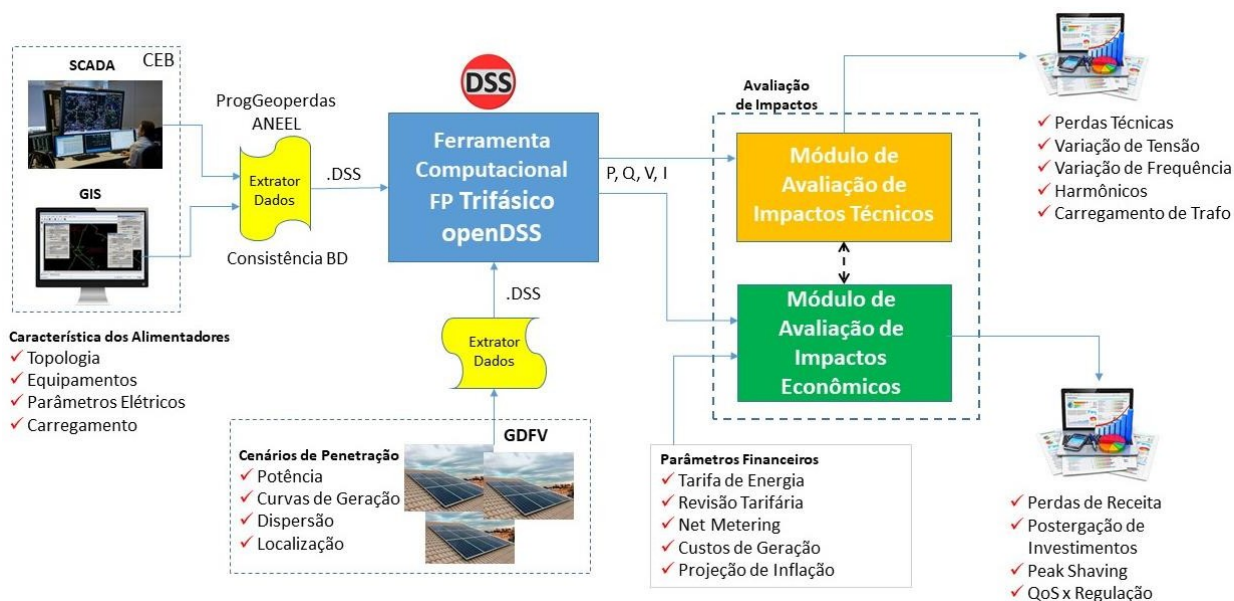 CEB
SCADA
GIS
Característica dos Alimentadores
✓ Topologia
✓ Equipamentos
✓ Parâmetros Elétricos
✓ Carregamento
ProgGeoperdas
ANEEL
Extrator
Dados
Consistência BD
.DSS
DSS
Ferramenta
Computacional
FP Trifásico
openDSS
.DSS
Extrator
Dados
GDFV
Cenários de Penetração
✓ Potência
✓ Curvas de Geração
✓ Dispersão
✓ Localização
P, Q, V, I
Avaliação
de Impactos
Módulo de
Avaliação de
Impactos Técnicos
Módulo de
Avaliação de
Impactos
Econômicos
Parâmetros Financeiros
✓ Tarifa de Energia
✓ Revisão Tarifária
✓ Net Metering
✓ Custos de Geração
✓ Projeção de Inflação
✓ Perdas Técnicas
✓ Variação de Tensão
✓ Variação de Frequência
✓ Harmônicos
✓ Carregamento de Trafo
✓ Perdas de Receita
✓ Postergação de
Investimentos
✓ Peak Shaving
✓ QoS x Regulação